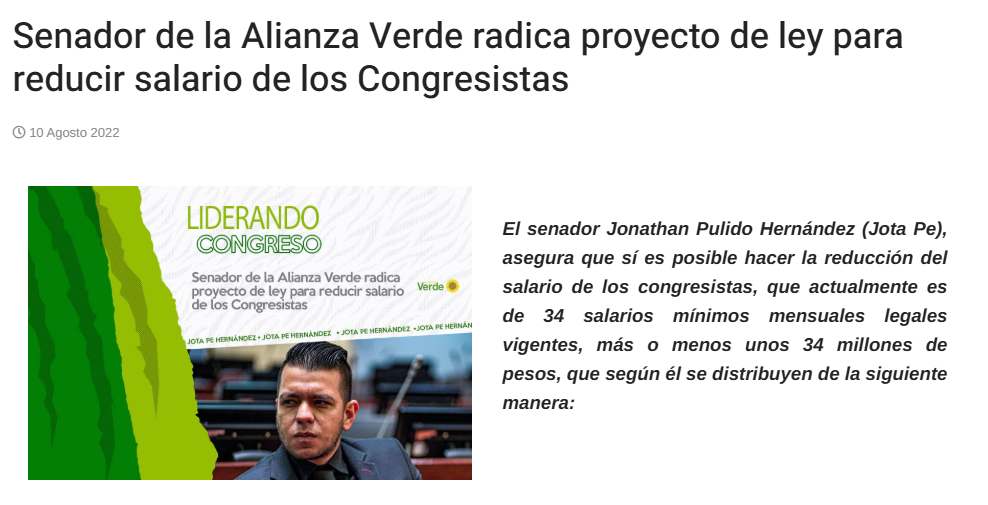 Senador de la Alianza Verde radica proyecto de ley para
reducir salario de los Congresistas
10 Agosto 2022
LIDERANDO
CONGRESO
Senador de la Alianza Verde radica
proyecto de ley para reducir salario
de los Congresistas
Verde
JOTA PE HERNÁNDEZ • JOTA PE HERNÁNDEZ • JOTA PE HERNÁNDEZ • JOTA PE HERNÁN
El senador Jonathan Pulido Hernández (Jota Pe),
asegura que sí es posible hacer la reducción del
salario de los congresistas, que actualmente es
de 34 salarios mínimos mensuales legales
vigentes, más o menos unos 34 millones de
pesos, que según él se distribuyen de la siguiente
manera: